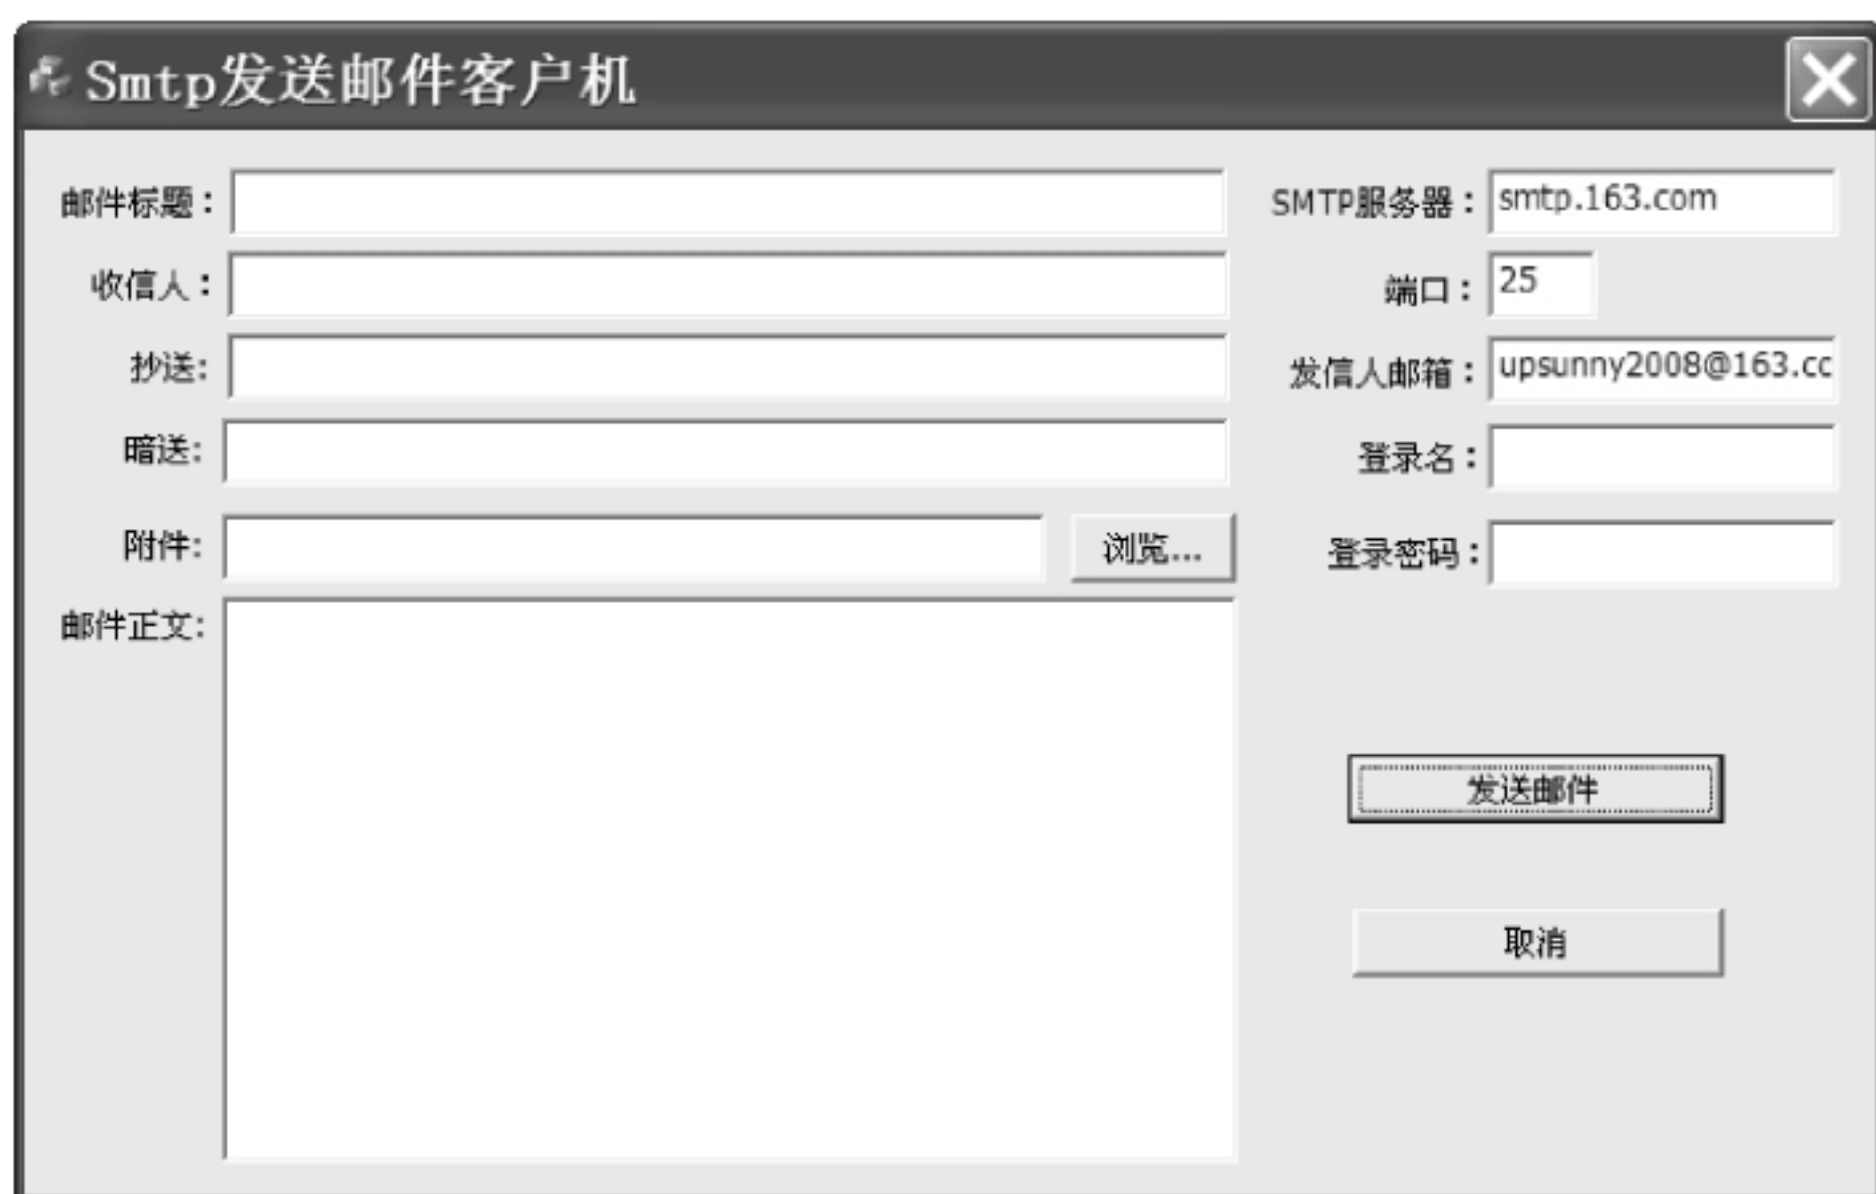 Smtp发送邮件客户机
邮件标题：
SMTP服务器：
smtp.163.com
收信人：
端口：
25
抄送:
发信人邮箱：
upsunny2008@163.cc
暗送:
登录名：
附件:
浏览...
登录密码：
邮件正文:
发送邮件
取消